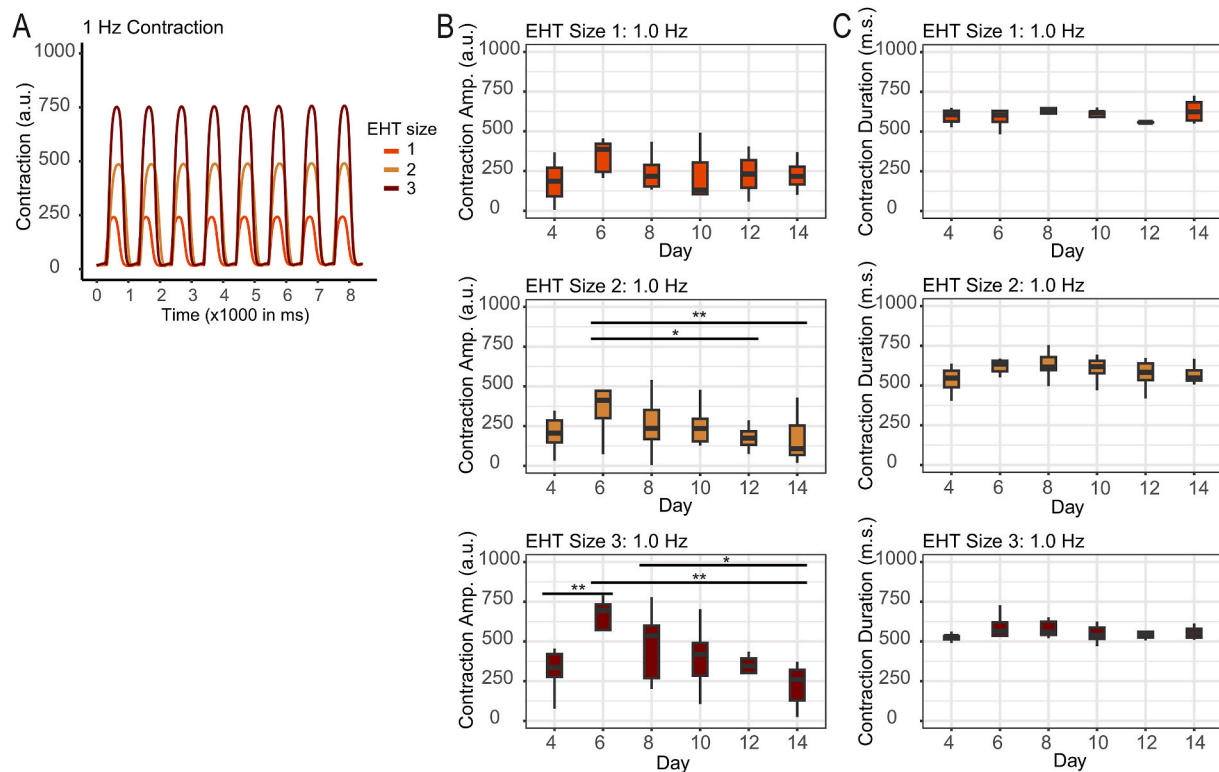 A
1 Hz Contraction
Contraction (a.u.)
1000
750
500
250
0
0 1 2 3 4 5 6 7 8
Time (x1000 in ms)
EHT size
1
2
3
B
EHT Size 1: 1.0 Hz
Contraction Amp. (a.u.)
1000
750
500
250
0
4 6 8 10 12 14
Day
EHT Size 2: 1.0 Hz
Contraction Amp. (a.u.)
1000
750
500
250
0
**
*
4 6 8 10 12 14
Day
EHT Size 3: 1.0 Hz
Contraction Amp. (a.u.)
1000
750
500
250
0
*
**
**
4 6 8 10 12 14
Day
C
EHT Size 1: 1.0 Hz
Contraction Duration (m.s.)
1000
750
500
250
0
4 6 8 10 12 14
Day
EHT Size 2: 1.0 Hz
Contraction Duration (m.s.)
1000
750
500
250
0
4 6 8 10 12 14
Day
EHT Size 3: 1.0 Hz
Contraction Duration (m.s.)
1000
750
500
250
0
4 6 8 10 12 14
Day